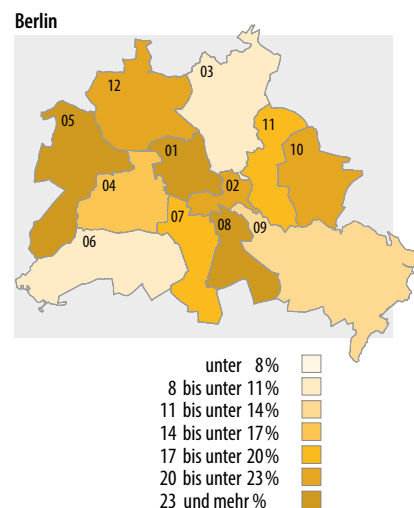 Berlin
03
12
05
11
01
10
04
02
07
08
09
06
unter 8%
8 bis unter 11%
11 bis unter 14%
14 bis unter 17%
17 bis unter 20%
20 bis unter 23%
23 und mehr %